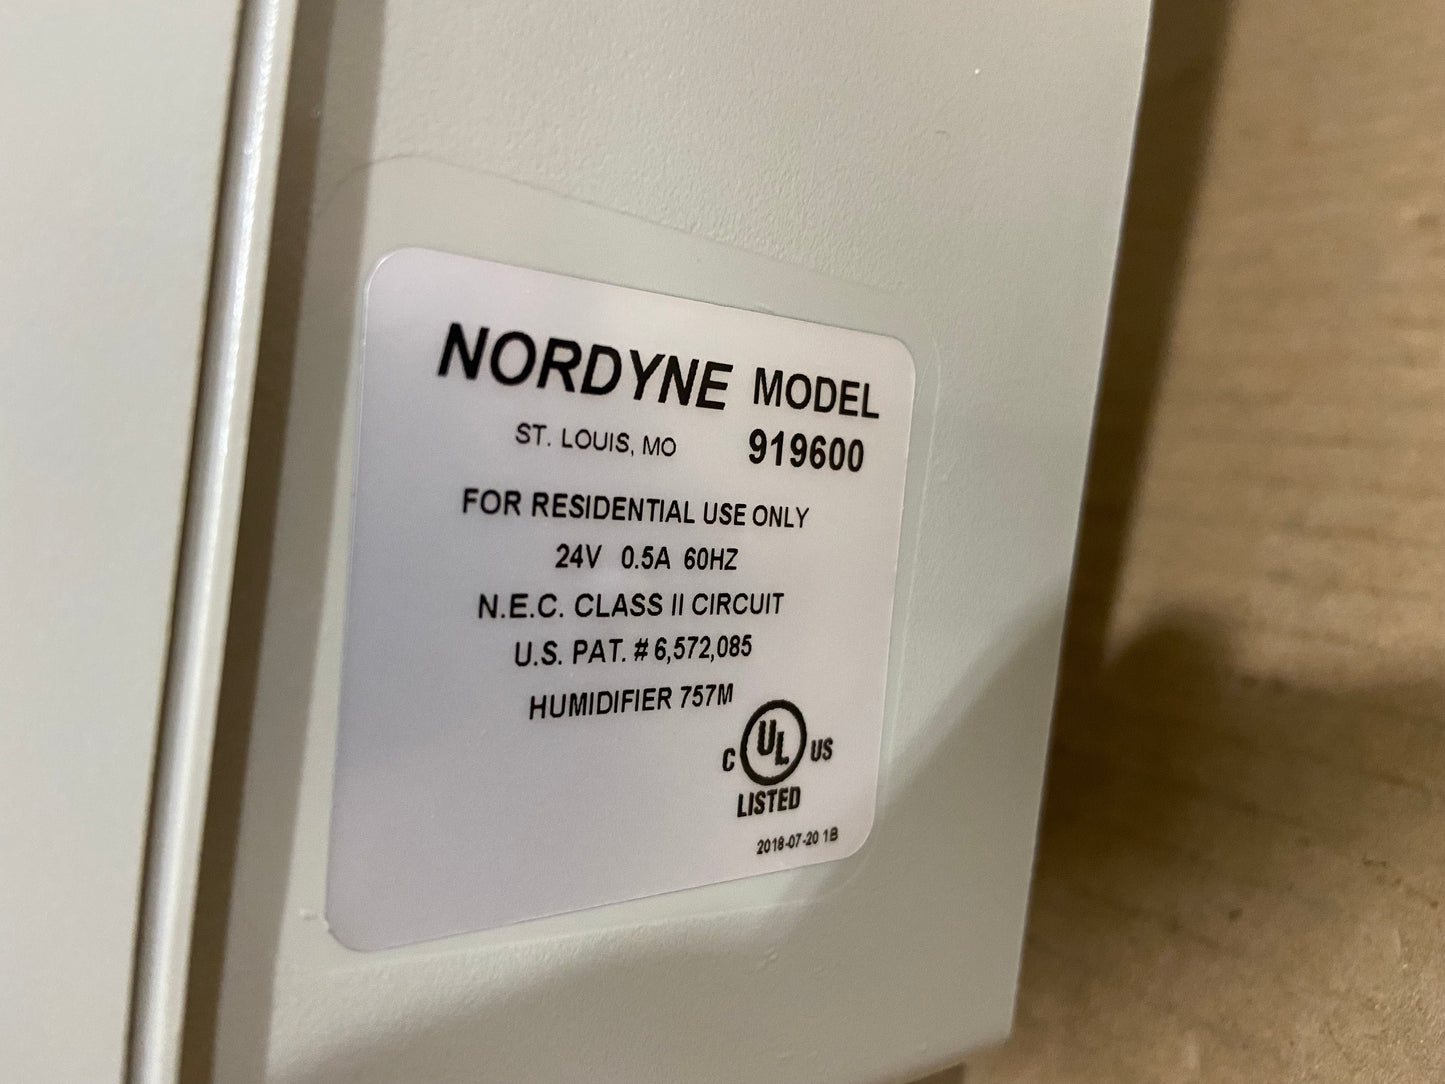 NORDYNE MODEL
ST. LOUIS, MO 919600
FOR RESIDENTIAL USE ONLY
24V 0.5A 60HZ
N.E.C. CLASS II CIRCUIT
U.S. PAT. # 6,572,085
HUMIDIFIER 757M
C UL US
LISTED
2018-07-20 1B